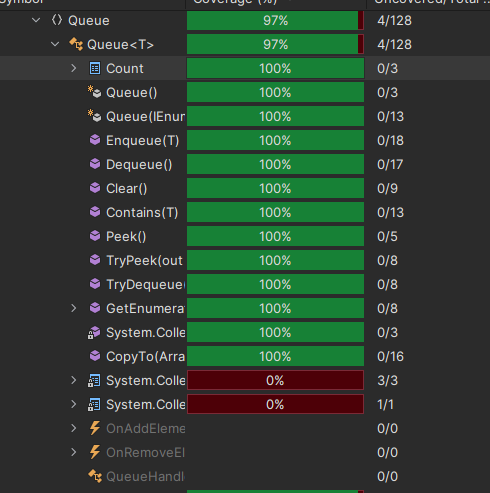 Symbol Coverage (%) Uncovered/Total ...
Queue 97% 4/128
Queue<T> 97% 4/128
Count 100% 0/3
Queue() 100% 0/3
Queue(IEnum 100% 0/13
Enqueue(T) 100% 0/18
Dequeue() 100% 0/17
Clear() 100% 0/9
Contains(T) 100% 0/13
Peek() 100% 0/5
TryPeek(out 100% 0/8
TryDequeue( 100% 0/8
GetEnumerat 100% 0/8
System.Colle 100% 0/3
CopyTo(Arra 100% 0/16
System.Colle 0% 3/3
System.Colle 0% 1/1
OnAddEleme 0/0
OnRemoveEl 0/0
QueueHandl 0/0